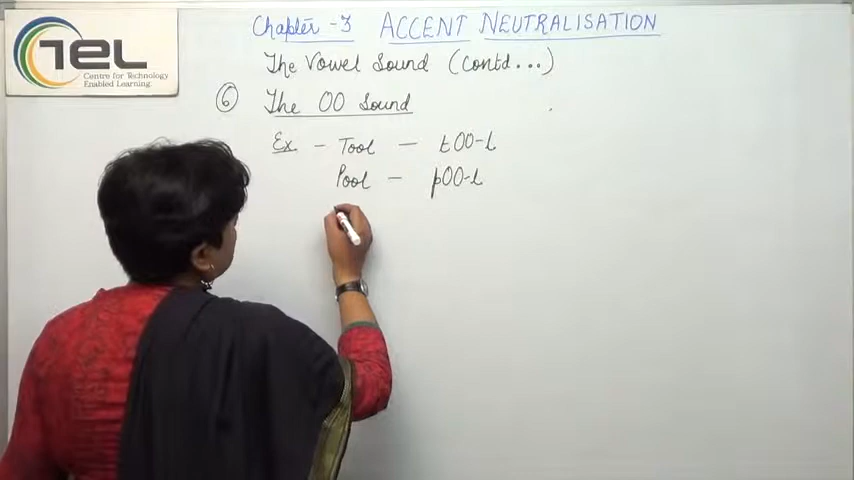 TEL
Centre for Technology
Enabled Learning
Chapter - 3 ACCENT NEUTRALISATION
The Vowel Sound (Contd...)
6 The OO Sound
Ex. - Tool - tOO-L
Pool - pOO-L